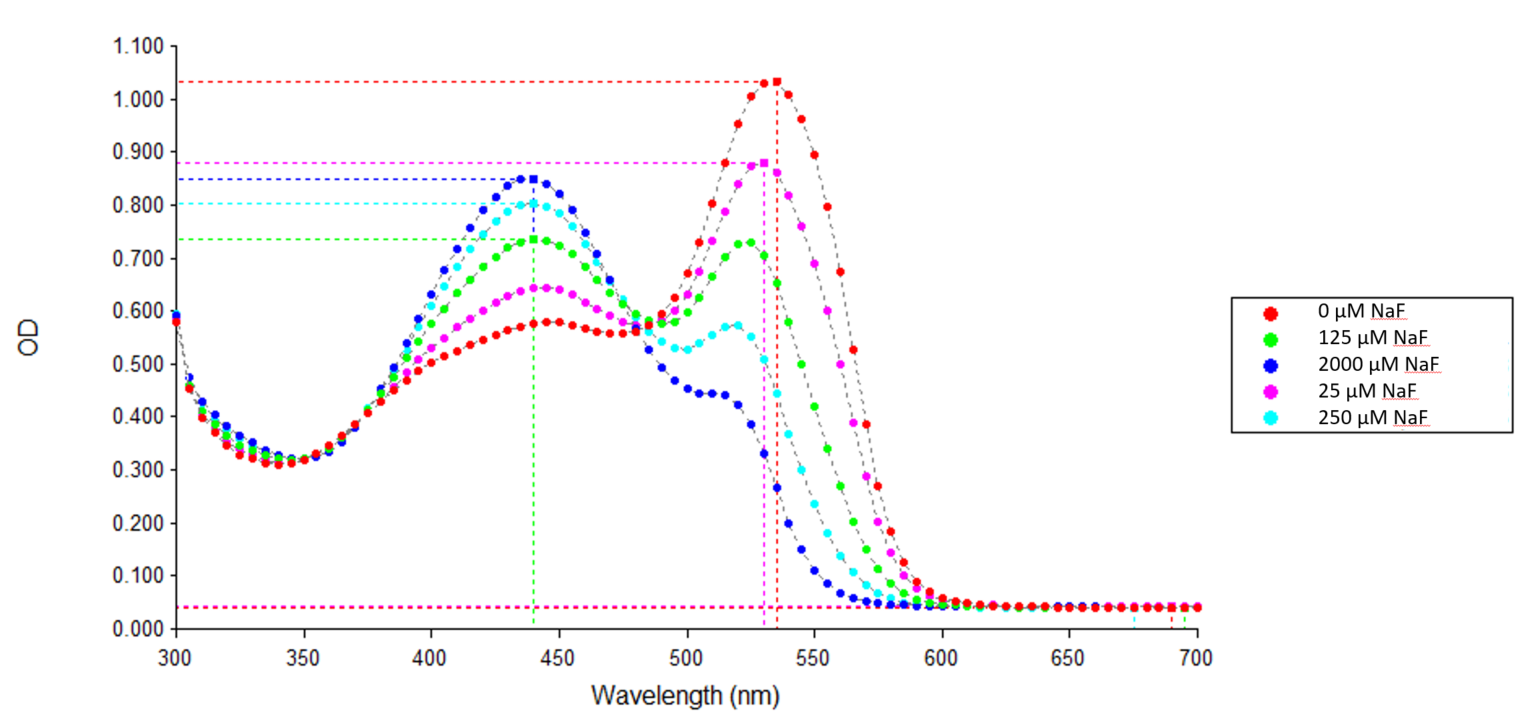 1.100
1.000
0.900
0.800
0.700
0.600
0.500
0.400
0.300
0.200
0.100
0.000
OD
300 350 400 450 500 550 600 650 700
Wavelength (nm)
0 µM NaF
125 µM NaF
2000 µM NaF
25 µM NaF
250 µM NaF